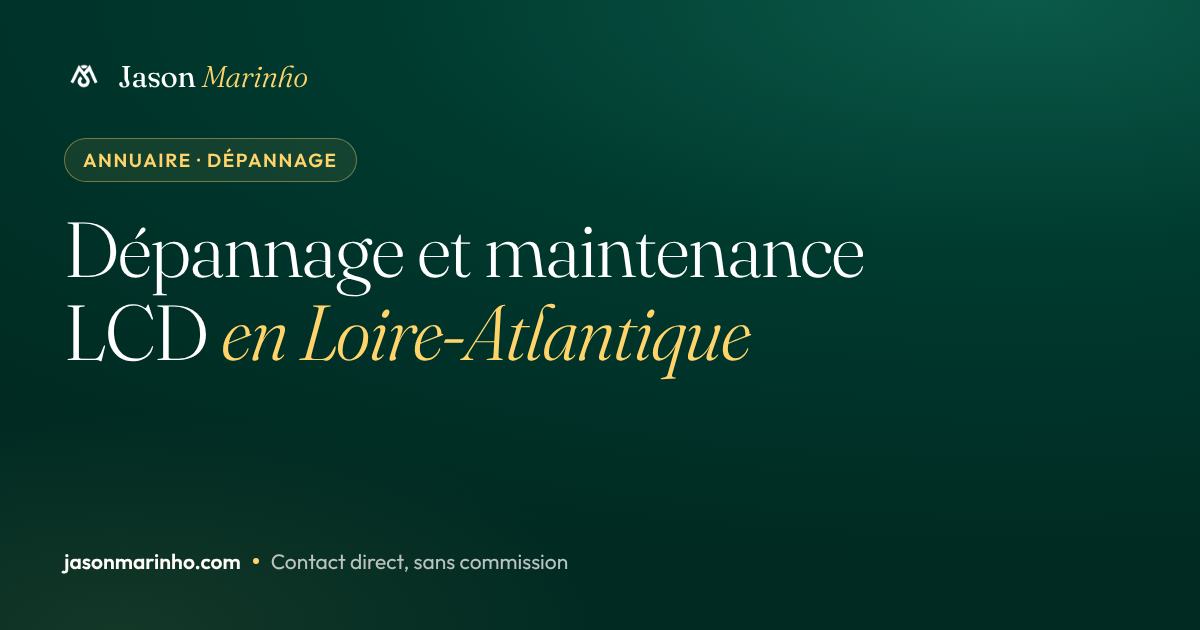 Jason Marinho
ANNUAIRE · DÉPANNAGE
Dépannage et maintenance
LCD en Loire-Atlantique
jasonmarinho.com • Contact direct, sans commission